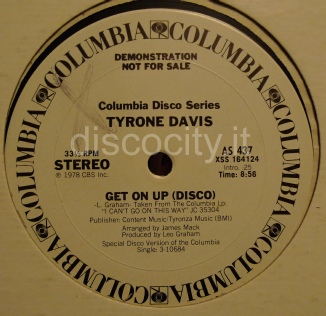 COLUMBIA COLUMBIA COLUMBIA COLUMBIA COLUMBIA COLUMBIA
DEMONSTRATION
NOT FOR SALE
Columbia Disco Series
TYRONE DAVIS
discocity.it
33⅓ RPM
STEREO
℗ 1978 CBS Inc.
AS 437
XSS 164124
Intro. :25
Time: 8:56
GET ON UP (DISCO)
-L. Graham- Taken From The Columbia Lp:
"I CAN'T GO ON THIS WAY" JC 35304
Publisher: Content Music/Tyronza Music (BMI)
Arranged by James Mack
Produced by Leo Graham
Special Disco Version of the Columbia
Single: 3-10684